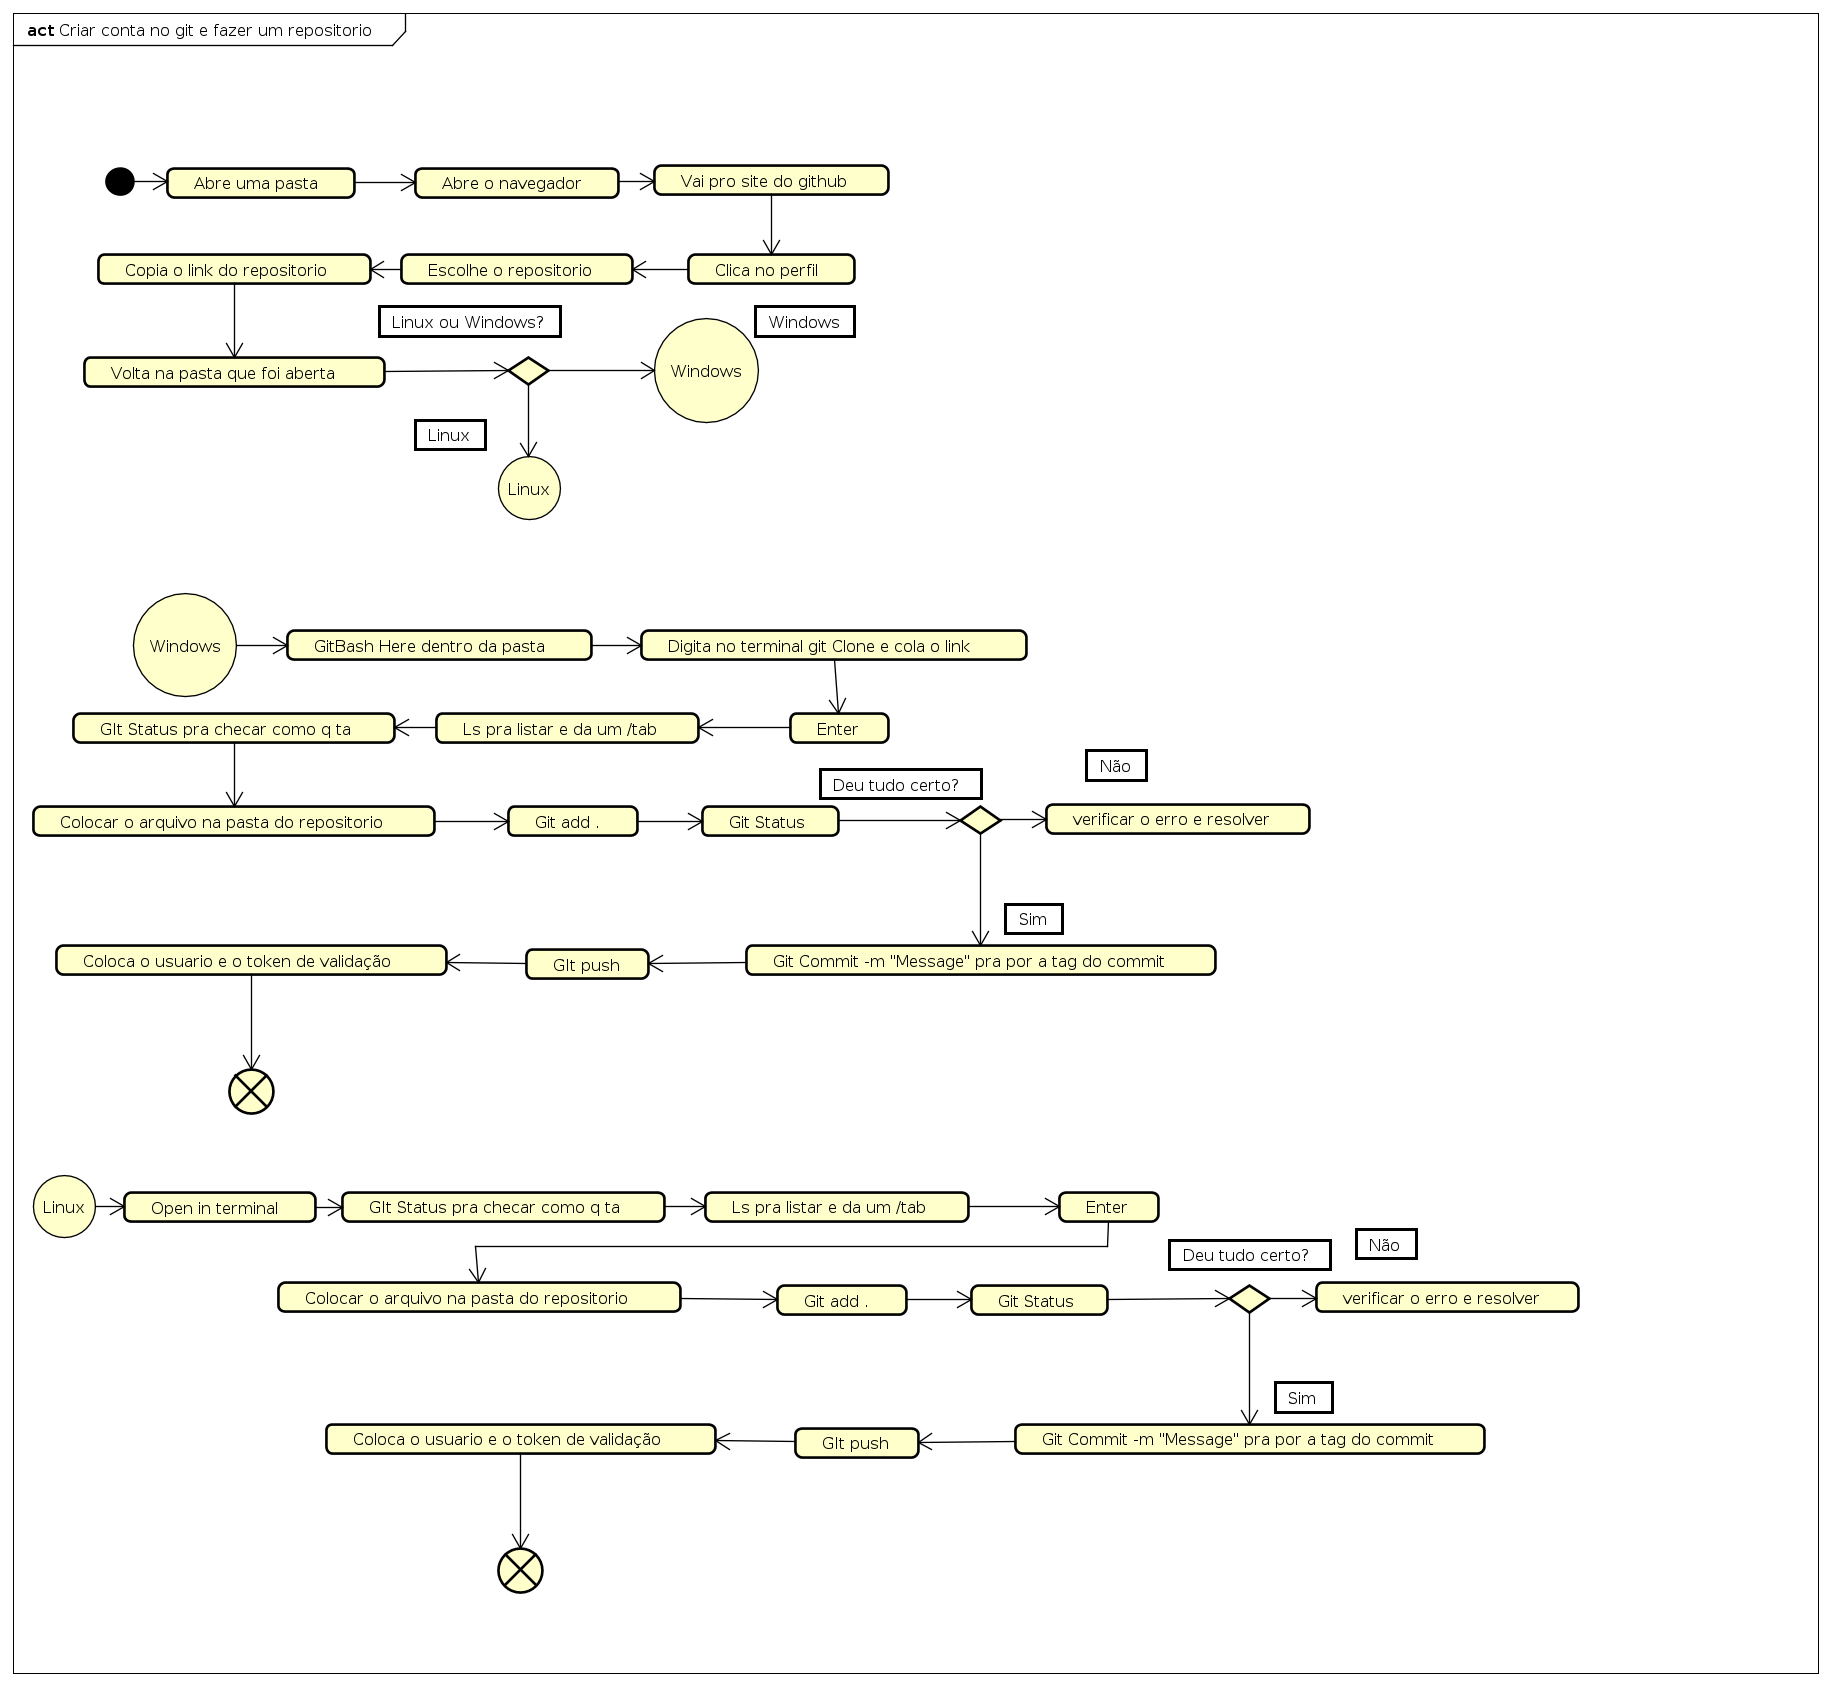 act Criar conta no git e fazer um repositorio
Abre uma pasta
Abre o navegador
Vai pro site do github
Copia o link do repositorio
Escolhe o repositorio
Clica no perfil
Linux ou Windows?
Windows
Volta na pasta que foi aberta
Windows
Linux
Linux
Windows
GitBash Here dentro da pasta
Digita no terminal git Clone e cola o link
GIt Status pra checar como q ta
Ls pra listar e da um /tab
Enter
Deu tudo certo?
Não
Colocar o arquivo na pasta do repositorio
Git add .
Git Status
verificar o erro e resolver
Sim
Coloca o usuario e o token de validação
GIt push
Git Commit -m "Message" pra por a tag do commit
Linux
Open in terminal
GIt Status pra checar como q ta
Ls pra listar e da um /tab
Enter
Deu tudo certo?
Não
Colocar o arquivo na pasta do repositorio
Git add .
Git Status
verificar o erro e resolver
Sim
Coloca o usuario e o token de validação
GIt push
Git Commit -m "Message" pra por a tag do commit